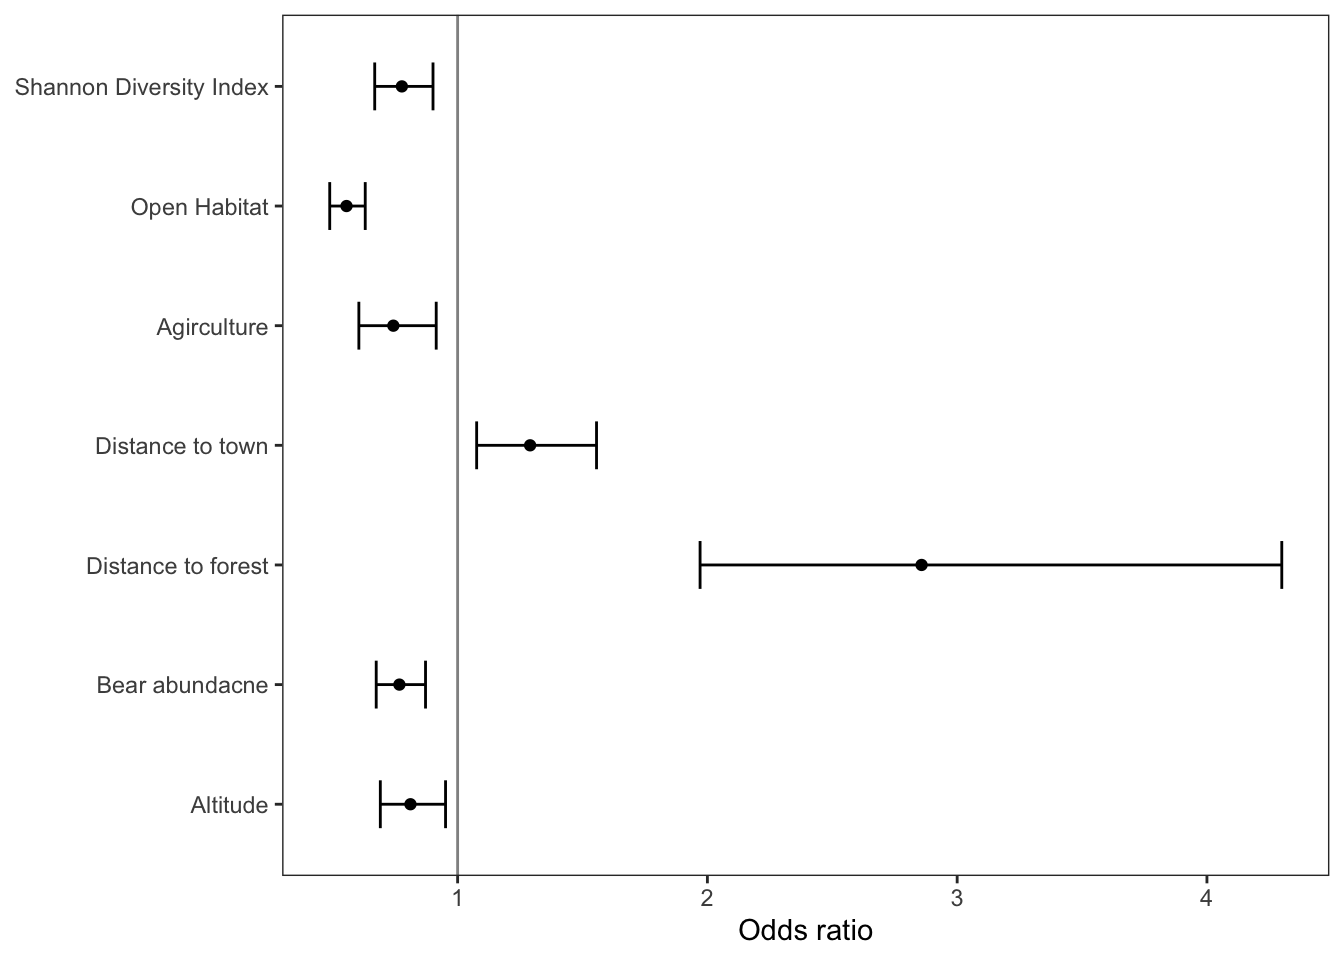 Shannon Diversity Index
Open Habitat
Agirculture
Distance to town
Distance to forest
Bear abundacne
Altitude
1 2 3 4
Odds ratio